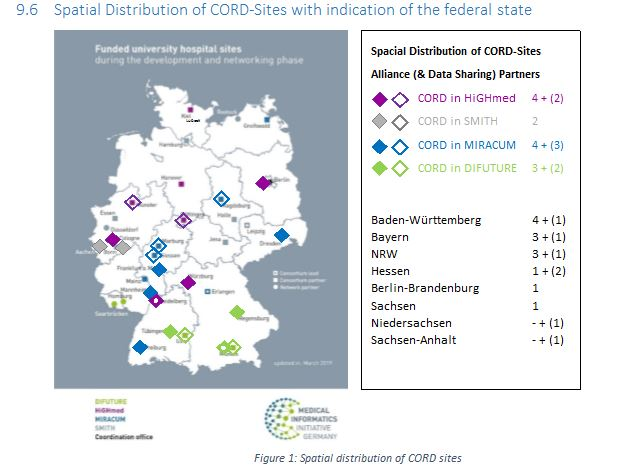 9.6 Spatial Distribution of CORD-Sites with indication of the federal state
Funded university hospital sites
during the development and networking phase
Kiel
Rostock
Greifswald
Hamburg
Hannover
Berlin
Münster
Magdeburg
Essen
Halle
Leipzig
Düsseldorf
Cologne
Aachen
Bonn
Marburg
Jena
Dresden
Giessen
Frankfurt
Consortium lead
Consortium partner
Network partner
Mainz
Würzburg
Erlangen
Mannheim
Homburg
Heidelberg
Saarbrücken
Regensburg
Tübingen
Freiburg
updated in, March 2019
DIFUTURE
HiGHmed
MIRACUM
SMITH
Coordination office
MEDICAL
INFORMATICS
INITIATIVE
GERMANY
Spacial Distribution of CORD-Sites
Alliance (& Data Sharing) Partners
CORD in HiGHmed 4 + (2)
CORD in SMITH 2
CORD in MIRACUM 4 + (3)
CORD in DIFUTURE 3 + (2)
Baden-Württemberg 4 + (1)
Bayern 3 + (1)
NRW 3 + (1)
Hessen 1 + (2)
Berlin-Brandenburg 1
Sachsen 1
Niedersachsen - + (1)
Sachsen-Anhalt - + (1)
Figure 1: Spatial distribution of CORD sites